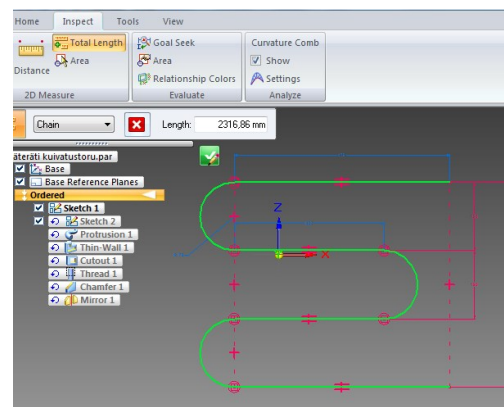 Home Inspect Tools View
Total Length
Distance
Area
2D Measure
Goal Seek
Area
Relationship Colors
Evaluate
Curvature Comb
Show
Settings
Analyze
Chain
Length: 2316,86 mm
äteräti kuivatustoru.par
Base
Base Reference Planes
Ordered
Sketch 1
Sketch 2
Protrusion 1
Thin-Wall 1
Cutout 1
Thread 1
Chamfer 1
Mirror 1
Z
X